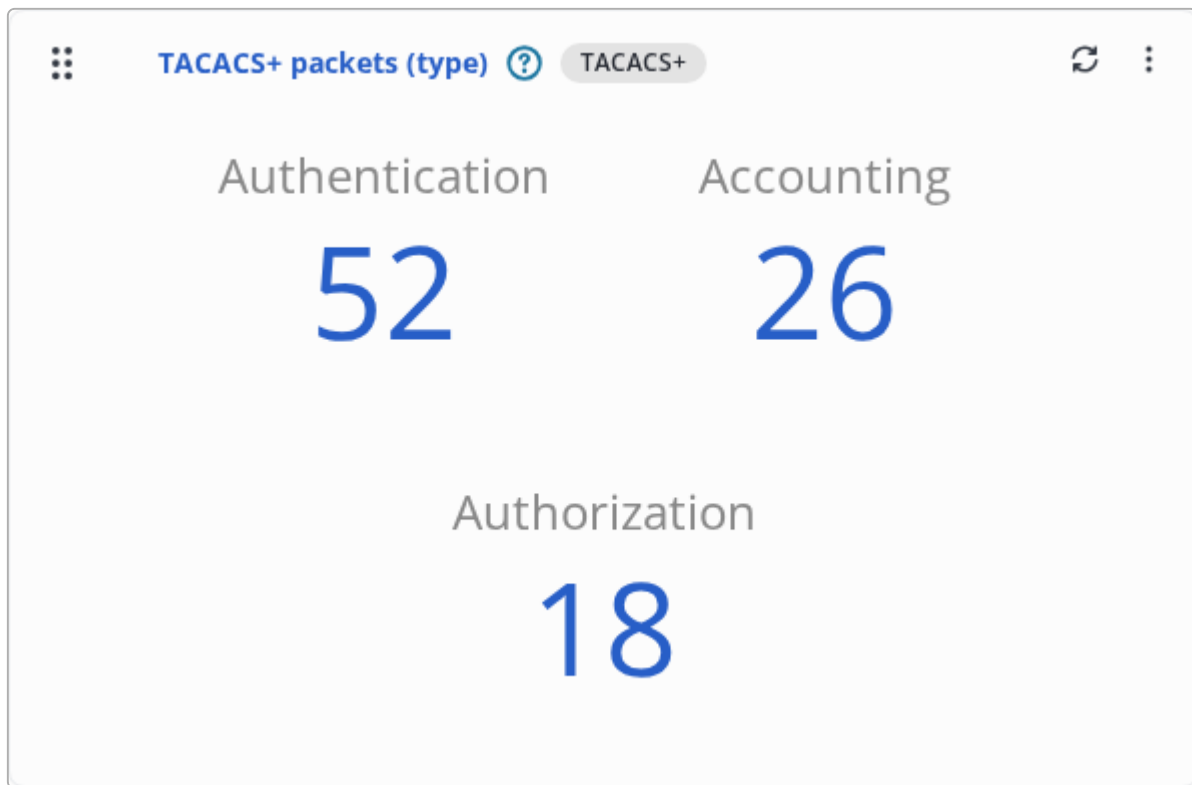 TACACS+ packets (type) ? TACACS+
Authentication Accounting
52 26
Authorization
18